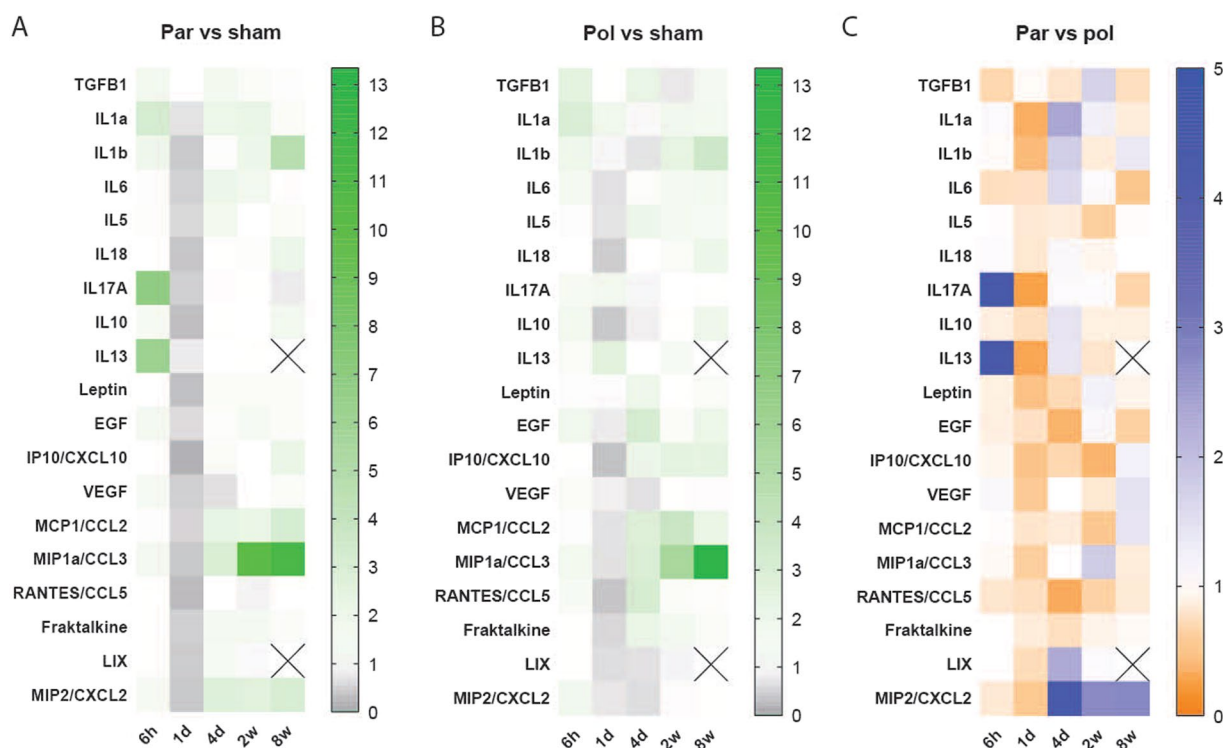 A
Par vs sham
TGFB1
IL1a
IL1b
IL6
IL5
IL18
IL17A
IL10
IL13
Leptin
EGF
IP10/CXCL10
VEGF
MCP1/CCL2
MIP1a/CCL3
RANTES/CCL5
Fraktalkine
LIX
MIP2/CXCL2
6h 1d 4d 2w 8w
13
12
11
10
9
8
7
6
5
4
3
2
1
0
B
Pol vs sham
TGFB1
IL1a
IL1b
IL6
IL5
IL18
IL17A
IL10
IL13
Leptin
EGF
IP10/CXCL10
VEGF
MCP1/CCL2
MIP1a/CCL3
RANTES/CCL5
Fraktalkine
LIX
MIP2/CXCL2
6h 1d 4d 2w 8w
13
12
11
10
9
8
7
6
5
4
3
2
1
0
C
Par vs pol
TGFB1
IL1a
IL1b
IL6
IL5
IL18
IL17A
IL10
IL13
Leptin
EGF
IP10/CXCL10
VEGF
MCP1/CCL2
MIP1a/CCL3
RANTES/CCL5
Fraktalkine
LIX
MIP2/CXCL2
6h 1d 4d 2w 8w
5
4
3
2
1
0